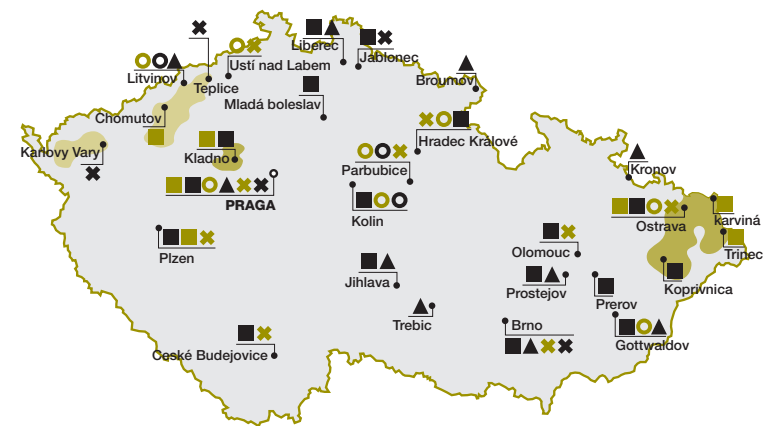 Liberec
Jablonec
Ustí nad Labem
Litvinov
Teplice
Broumov
Mladá boleslav
Chomutov
Hradec Králové
Karlovy Vary
Kladno
Parbubice
Kronov
PRAGA
Kolin
karviná
Ostrava
Plzen
Olomouc
Trinec
Jihlava
Prostejov
Koprivnica
Prerov
Trebic
Brno
Gottwaldov
Ceské Budejovice